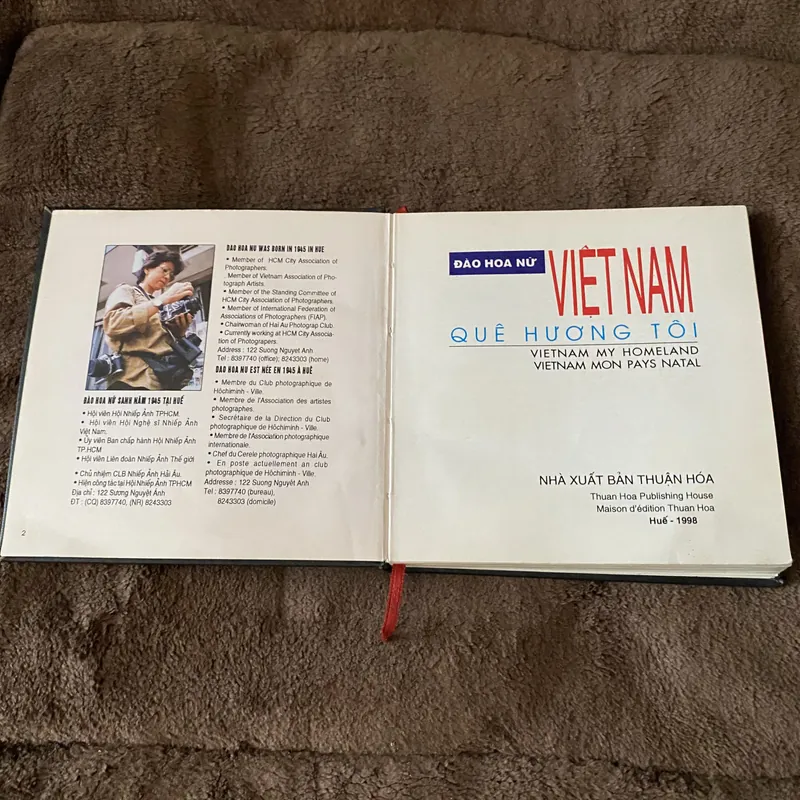 ĐÀO HOA NỮ SANH NĂM 1945 TẠI HUẾ
• Hội viên Hội Nhiếp Ảnh TPHCM.
• Hội viên Hội Nghệ sĩ Nhiếp Ảnh
Việt Nam.
• Ủy viên Ban chấp hành Hội Nhiếp Ảnh
TP.HCM
• Hội viên Liên đoàn Nhiếp Ảnh Thế giới
• Chủ nhiệm CLB Nhiếp Ảnh Hải Âu.
• Hiện công tác tại Hội Nhiếp Ảnh TPHCM
Địa chỉ : 122 Sương Nguyệt Ánh
ĐT : (CQ) 8397740, (NR) 8243303
2
DAO HOA NU WAS BORN IN 1945 IN HUE
• Member of HCM City Association of
Photographers.
Member of Vietnam Association of Pho-
tograph Artists.
• Member of the Standing Committee of
HCM City Association of Photographers.
• Member of International Federation of
Associations of Photographers (FIAP).
• Chairwoman of Hai Au Photograp Club.
• Currently working at HCM City Associa-
tion of Photograpers.
Address : 122 Suong Nguyet Anh
Tel : 8397740 (office); 8243303 (home)
DAO HOA NU EST NÉE EN 1945 À HUÊ
• Membre du Club photographique de
Hôchiminh - Ville.
• Membre de l'Association des artistes
photographes.
• Secrétaire de la Direction du Club
photographique de Hôchiminh - Ville.
• Membre de l'Association photographique
internationale.
• Chef du Cerele photographique Hai Âu.
• En poste actuellement an club
photographique de Hôchiminh - Ville.
Adressse : 122 Suong Nguyêt Anh
Tel : 8397740 (bureau),
8243303 (domicile)
ĐÀO HOA NỮ
VIỆT NAM
QUÊ HƯƠNG TÔI
VIETNAM MY HOMELAND
VIETNAM MON PAYS NATAL
NHÀ XUẤT BẢN THUẬN HÓA
Thuan Hoa Publishing House
Maison d'édition Thuan Hoa
Huế - 1998